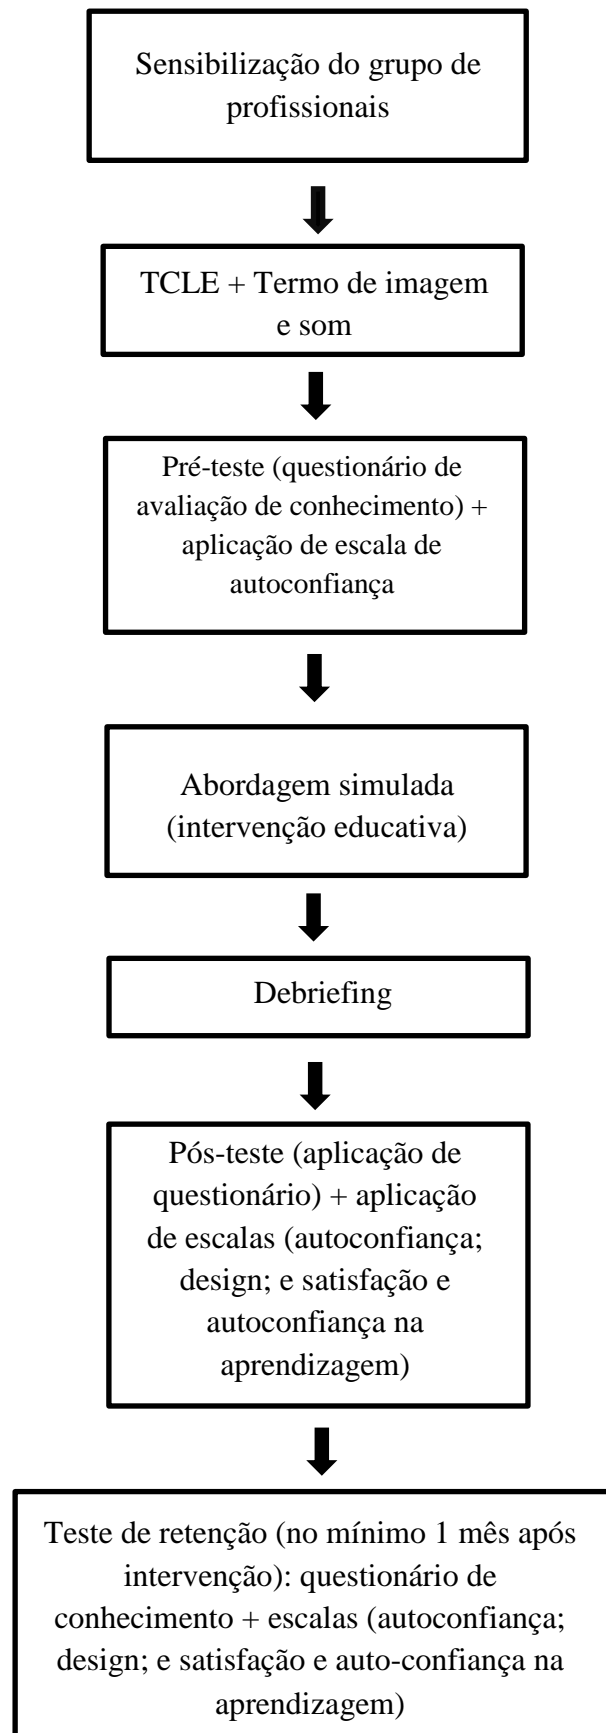 Sensibilização do grupo de
profissionais
TCLE + Termo de imagem
e som
Pré-teste (questionário de
avaliação de conhecimento) +
aplicação de escala de
autoconfiança
Abordagem simulada
(intervenção educativa)
Debriefing
Pós-teste (aplicação de
questionário) + aplicação
de escalas (autoconfiança;
design; e satisfação e
autoconfiança na
aprendizagem)
Teste de retenção (no mínimo 1 mês após
intervenção): questionário de
conhecimento + escalas (autoconfiança;
design; e satisfação e auto-confiança na
aprendizagem)